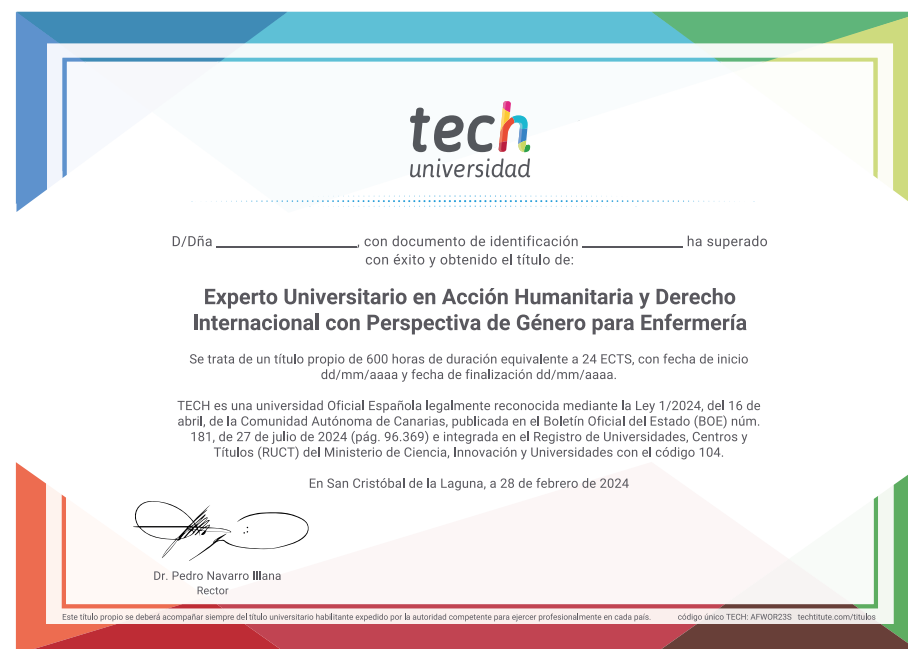 tech
universidad
D/Dña ____________________, con documento de identificación ______________ ha superado
con éxito y obtenido el título de:
Experto Universitario en Acción Humanitaria y Derecho
Internacional con Perspectiva de Género para Enfermería
Se trata de un título propio de 600 horas de duración equivalente a 24 ECTS, con fecha de inicio
dd/mm/aaaa y fecha de finalización dd/mm/aaaa.
TECH es una universidad Oficial Española legalmente reconocida mediante la Ley 1/2024, del 16 de
abril, de la Comunidad Autónoma de Canarias, publicada en el Boletín Oficial del Estado (BOE) núm.
181, de 27 de julio de 2024 (pág. 96.369) e integrada en el Registro de Universidades, Centros y
Títulos (RUCT) del Ministerio de Ciencia, Innovación y Universidades con el código 104.
En San Cristóbal de la Laguna, a 28 de febrero de 2024
Dr. Pedro Navarro Illana
Rector
Este título propio se deberá acompañar siempre del título universitario habilitante expedido por la autoridad competente para ejercer profesionalmente en cada país. código único TECH: AFWOR23S techtitute.com/titulos